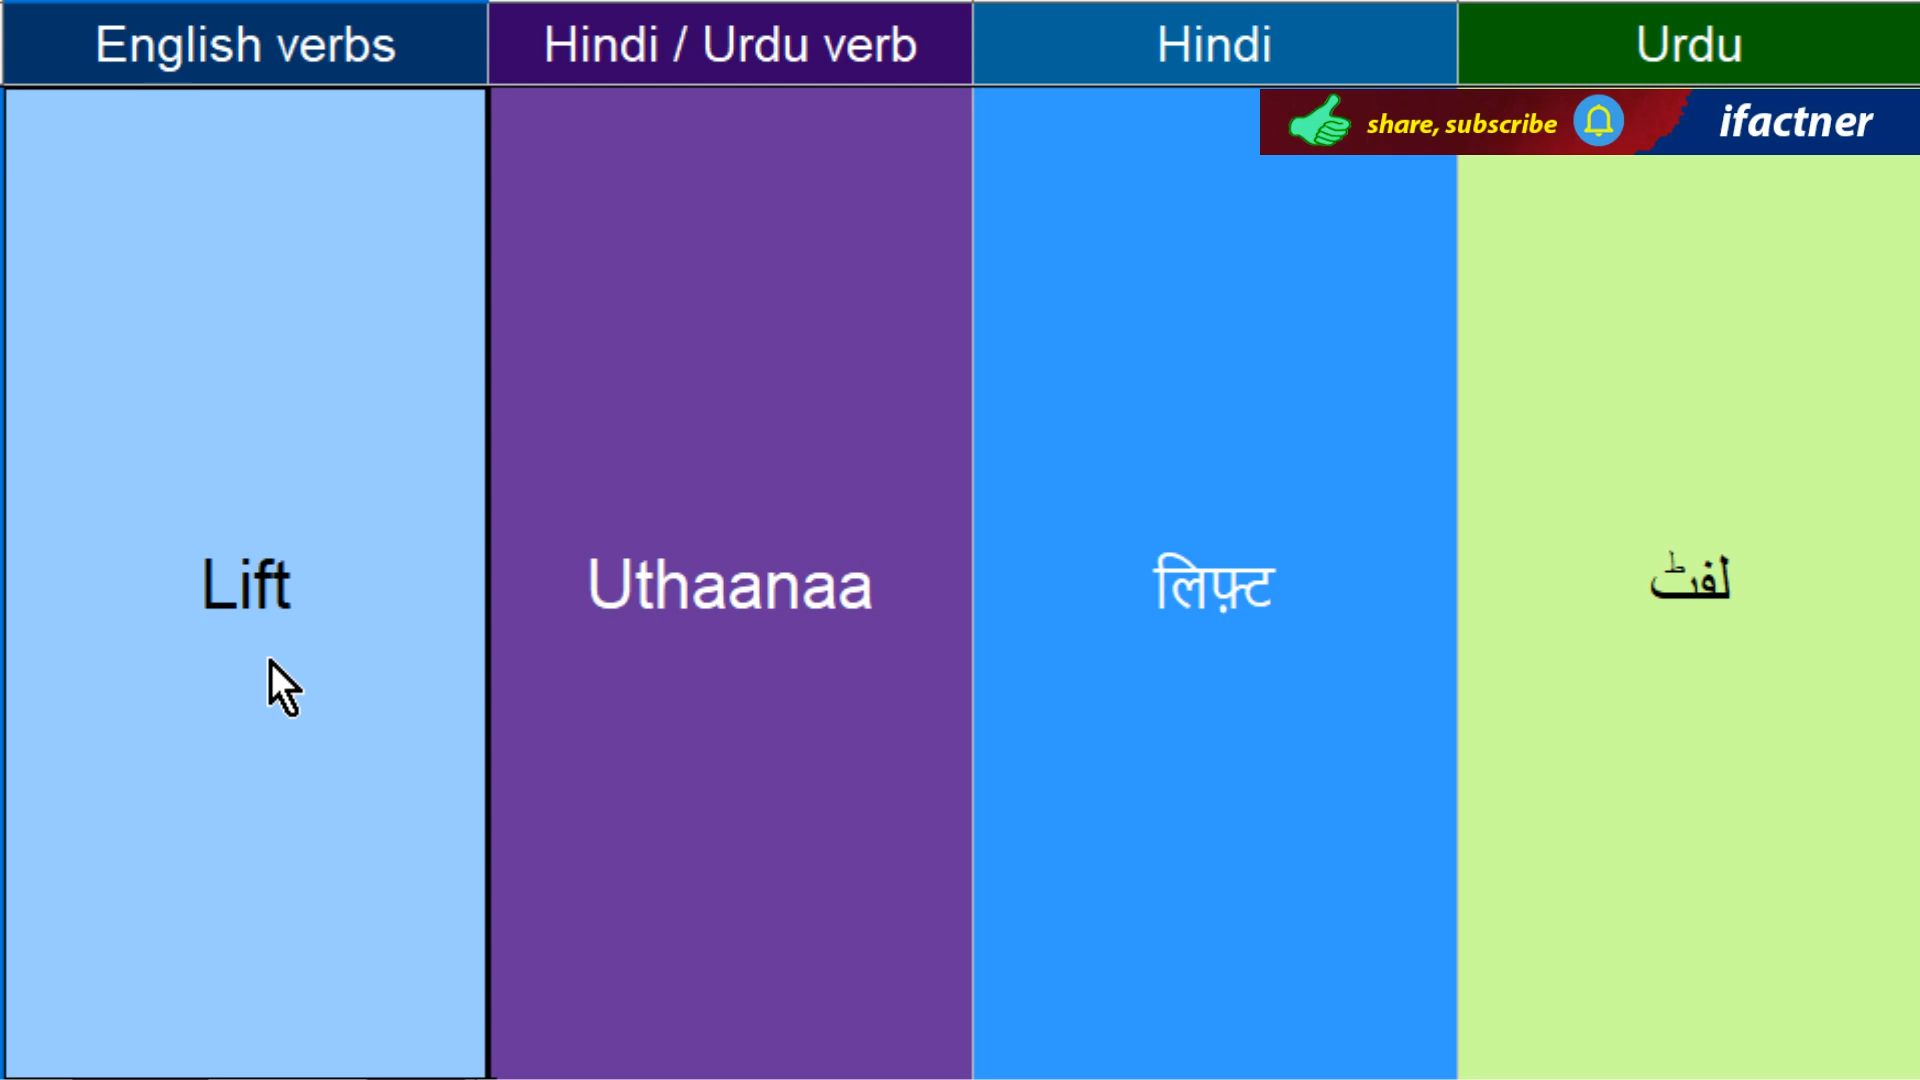 English verbs
Hindi / Urdu verb
Hindi
Urdu
share, subscribe
ifactner
Lift
Uthaanaa
लिफ़्ट
لفٹ